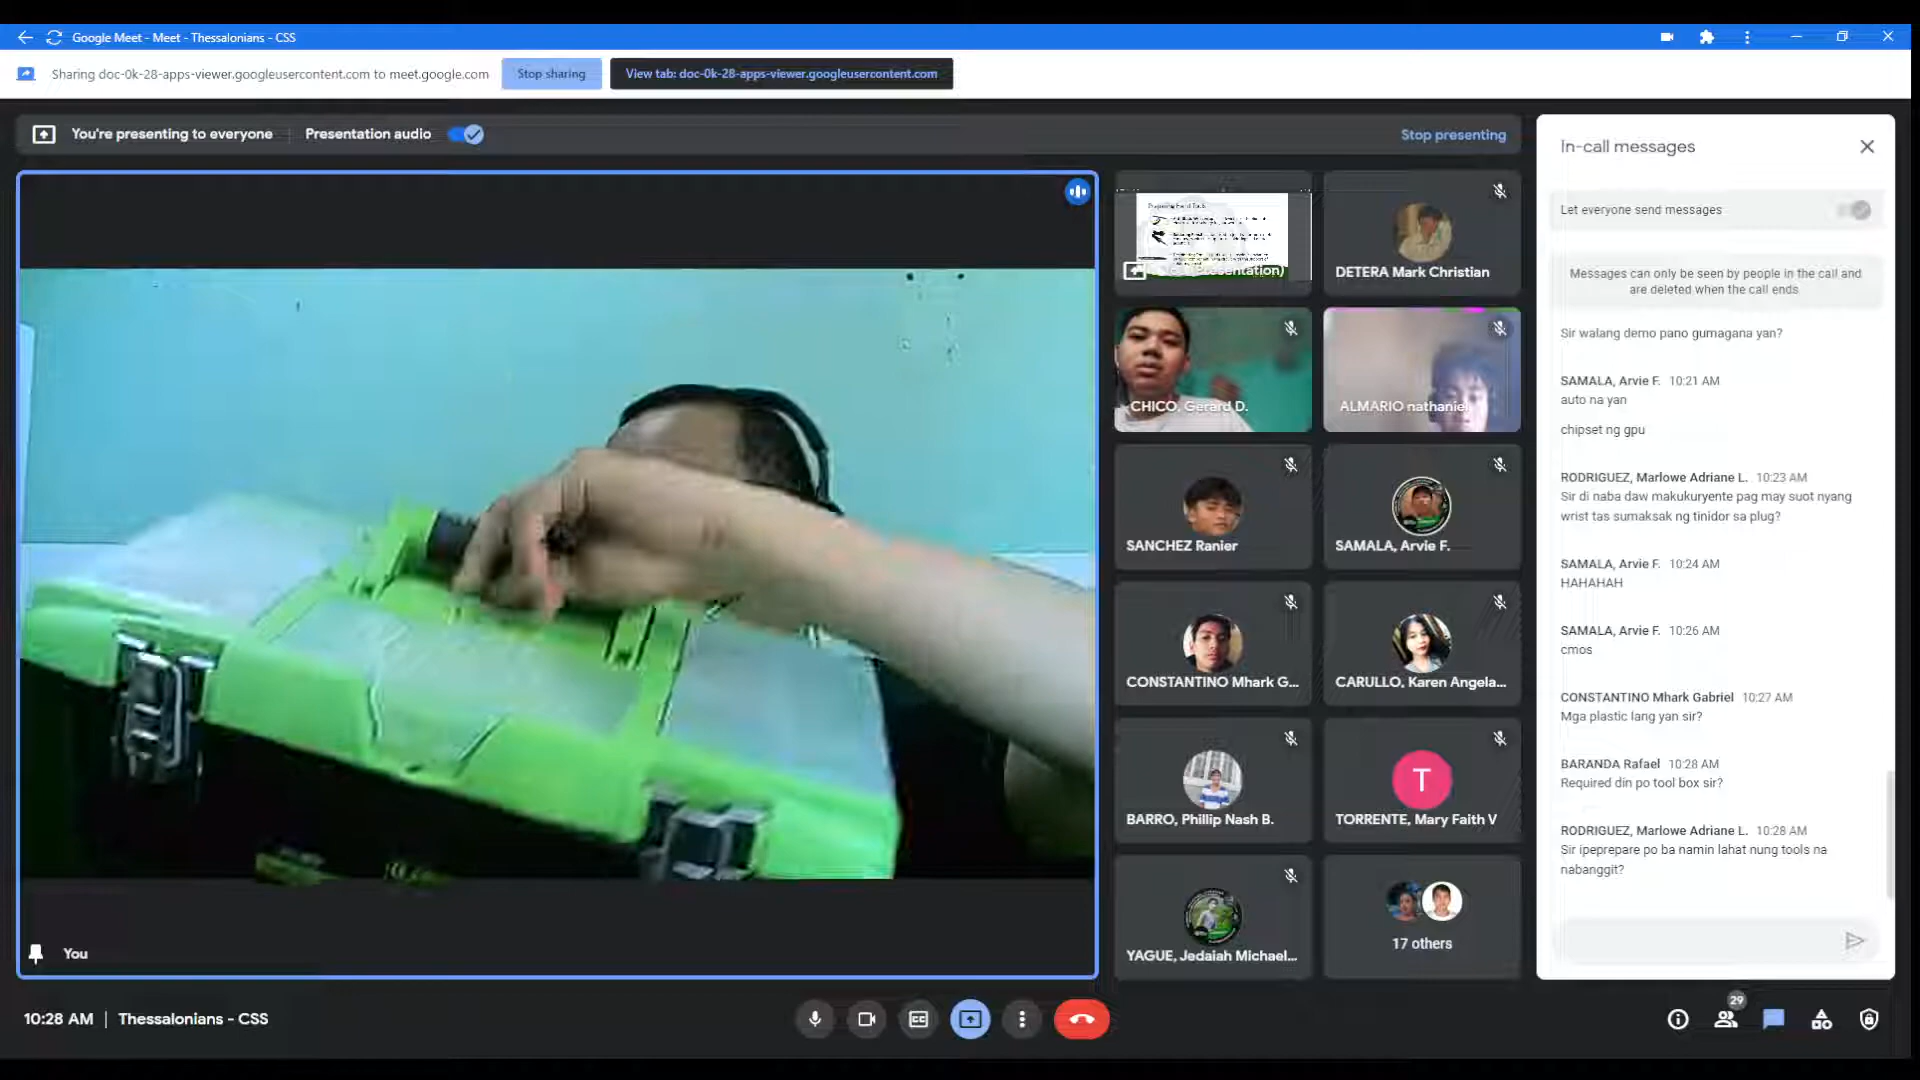 Google Meet - Meet - Thessalonians - CSS
Sharing doc-0k-28-apps-viewer.googleusercontent.com to meet.google.com
Stop sharing
View tab: doc-0k-28-apps-viewer.googleusercontent.com
You're presenting to everyone
Presentation audio
Stop presenting
Presentation)
DETERA Mark Christian
CHICO, Gerard D.
ALMARIO nathaniel
SANCHEZ Ranier
SAMALA, Arvie F.
CONSTANTINO Mhark G...
CARULLO, Karen Angela...
BARRO, Phillip Nash B.
T
TORRENTE, Mary Faith V
YAGUE, Jedaiah Michael...
17 others
You
In-call messages
Let everyone send messages
Messages can only be seen by people in the call and
are deleted when the call ends
Sir walang demo pano gumagana yan?
SAMALA, Arvie F. 10:21 AM
auto na yan
chipset ng gpu
RODRIGUEZ, Marlowe Adriane L. 10:23 AM
Sir di naba daw makukuryente pag may suot nyang
wrist tas sumaksak ng tinidor sa plug?
SAMALA, Arvie F. 10:24 AM
HAHAHAH
SAMALA, Arvie F. 10:26 AM
cmos
CONSTANTINO Mhark Gabriel 10:27 AM
Mga plastic lang yan sir?
BARANDA Rafael 10:28 AM
Required din po tool box sir?
RODRIGUEZ, Marlowe Adriane L. 10:28 AM
Sir ipeprepare po ba namin lahat nung tools na
nabanggit?
10:28 AM | Thessalonians - CSS
29